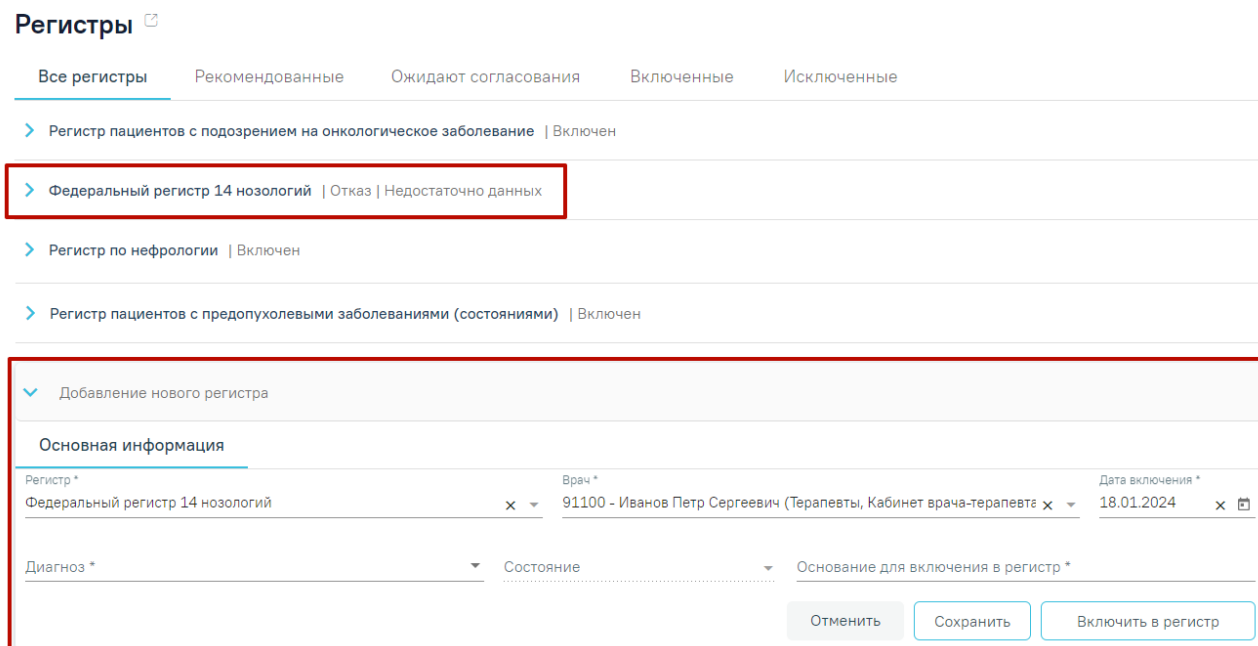 Регистры
Все регистры Рекомендованные Ожидают согласования Включенные Исключенные
Регистр пациентов с подозрением на онкологическое заболевание | Включен
Федеральный регистр 14 нозологий | Отказ | Недостаточно данных
Регистр по нефрологии | Включен
Регистр пациентов с предопухолевыми заболеваниями (состояниями) | Включен
Добавление нового регистра
Основная информация
Регистр * Врач * Дата включения *
Федеральный регистр 14 нозологий 91100 - Иванов Петр Сергеевич (Терапевты, Кабинет врача-терапевта 18.01.2024
Диагноз * Состояние Основание для включения в регистр *
Отменить Сохранить Включить в регистр